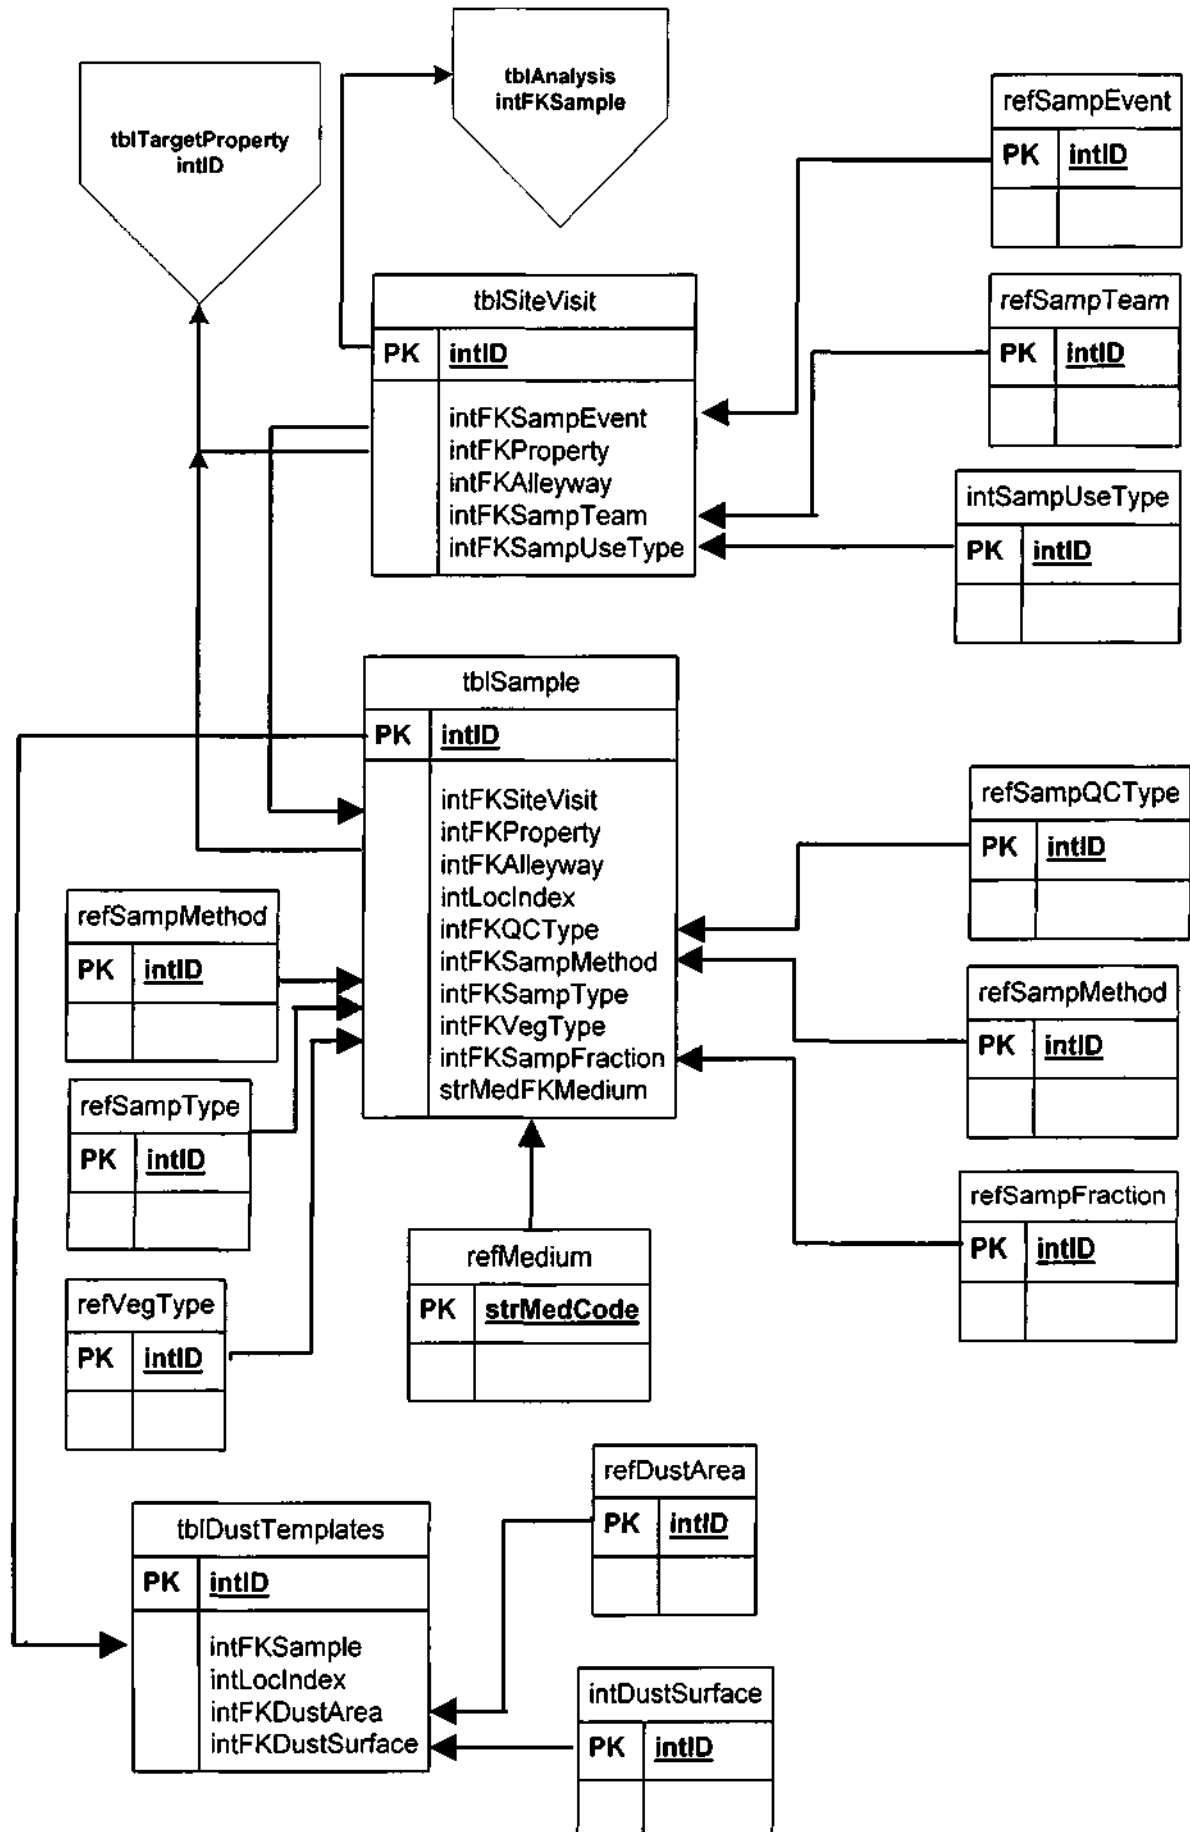 tblAnalysis
intFKSample
tblTargetProperty
intID
refSampEvent
PK intID
tblSiteVisit
PK intID
intFKSampEvent
intFKProperty
intFKAlleyway
intFKSampTeam
intFKSampUseType
refSampTeam
PK intID
intSampUseType
PK intID
tblSample
PK intID
intFKSiteVisit
intFKProperty
intFKAlleyway
intLocIndex
intFKQCType
intFKSampMethod
intFKSampType
intFKVegType
intFKSampFraction
strMedFKMedium
refSampQCType
PK intID
refSampMethod
PK intID
refSampMethod
PK intID
refSampType
PK intID
refSampFraction
PK intID
refMedium
PK strMedCode
refVegType
PK intID
refDustArea
PK intID
tblDustTemplates
PK intID
intFKSample
intLocIndex
intFKDustArea
intFKDustSurface
intDustSurface
PK intID